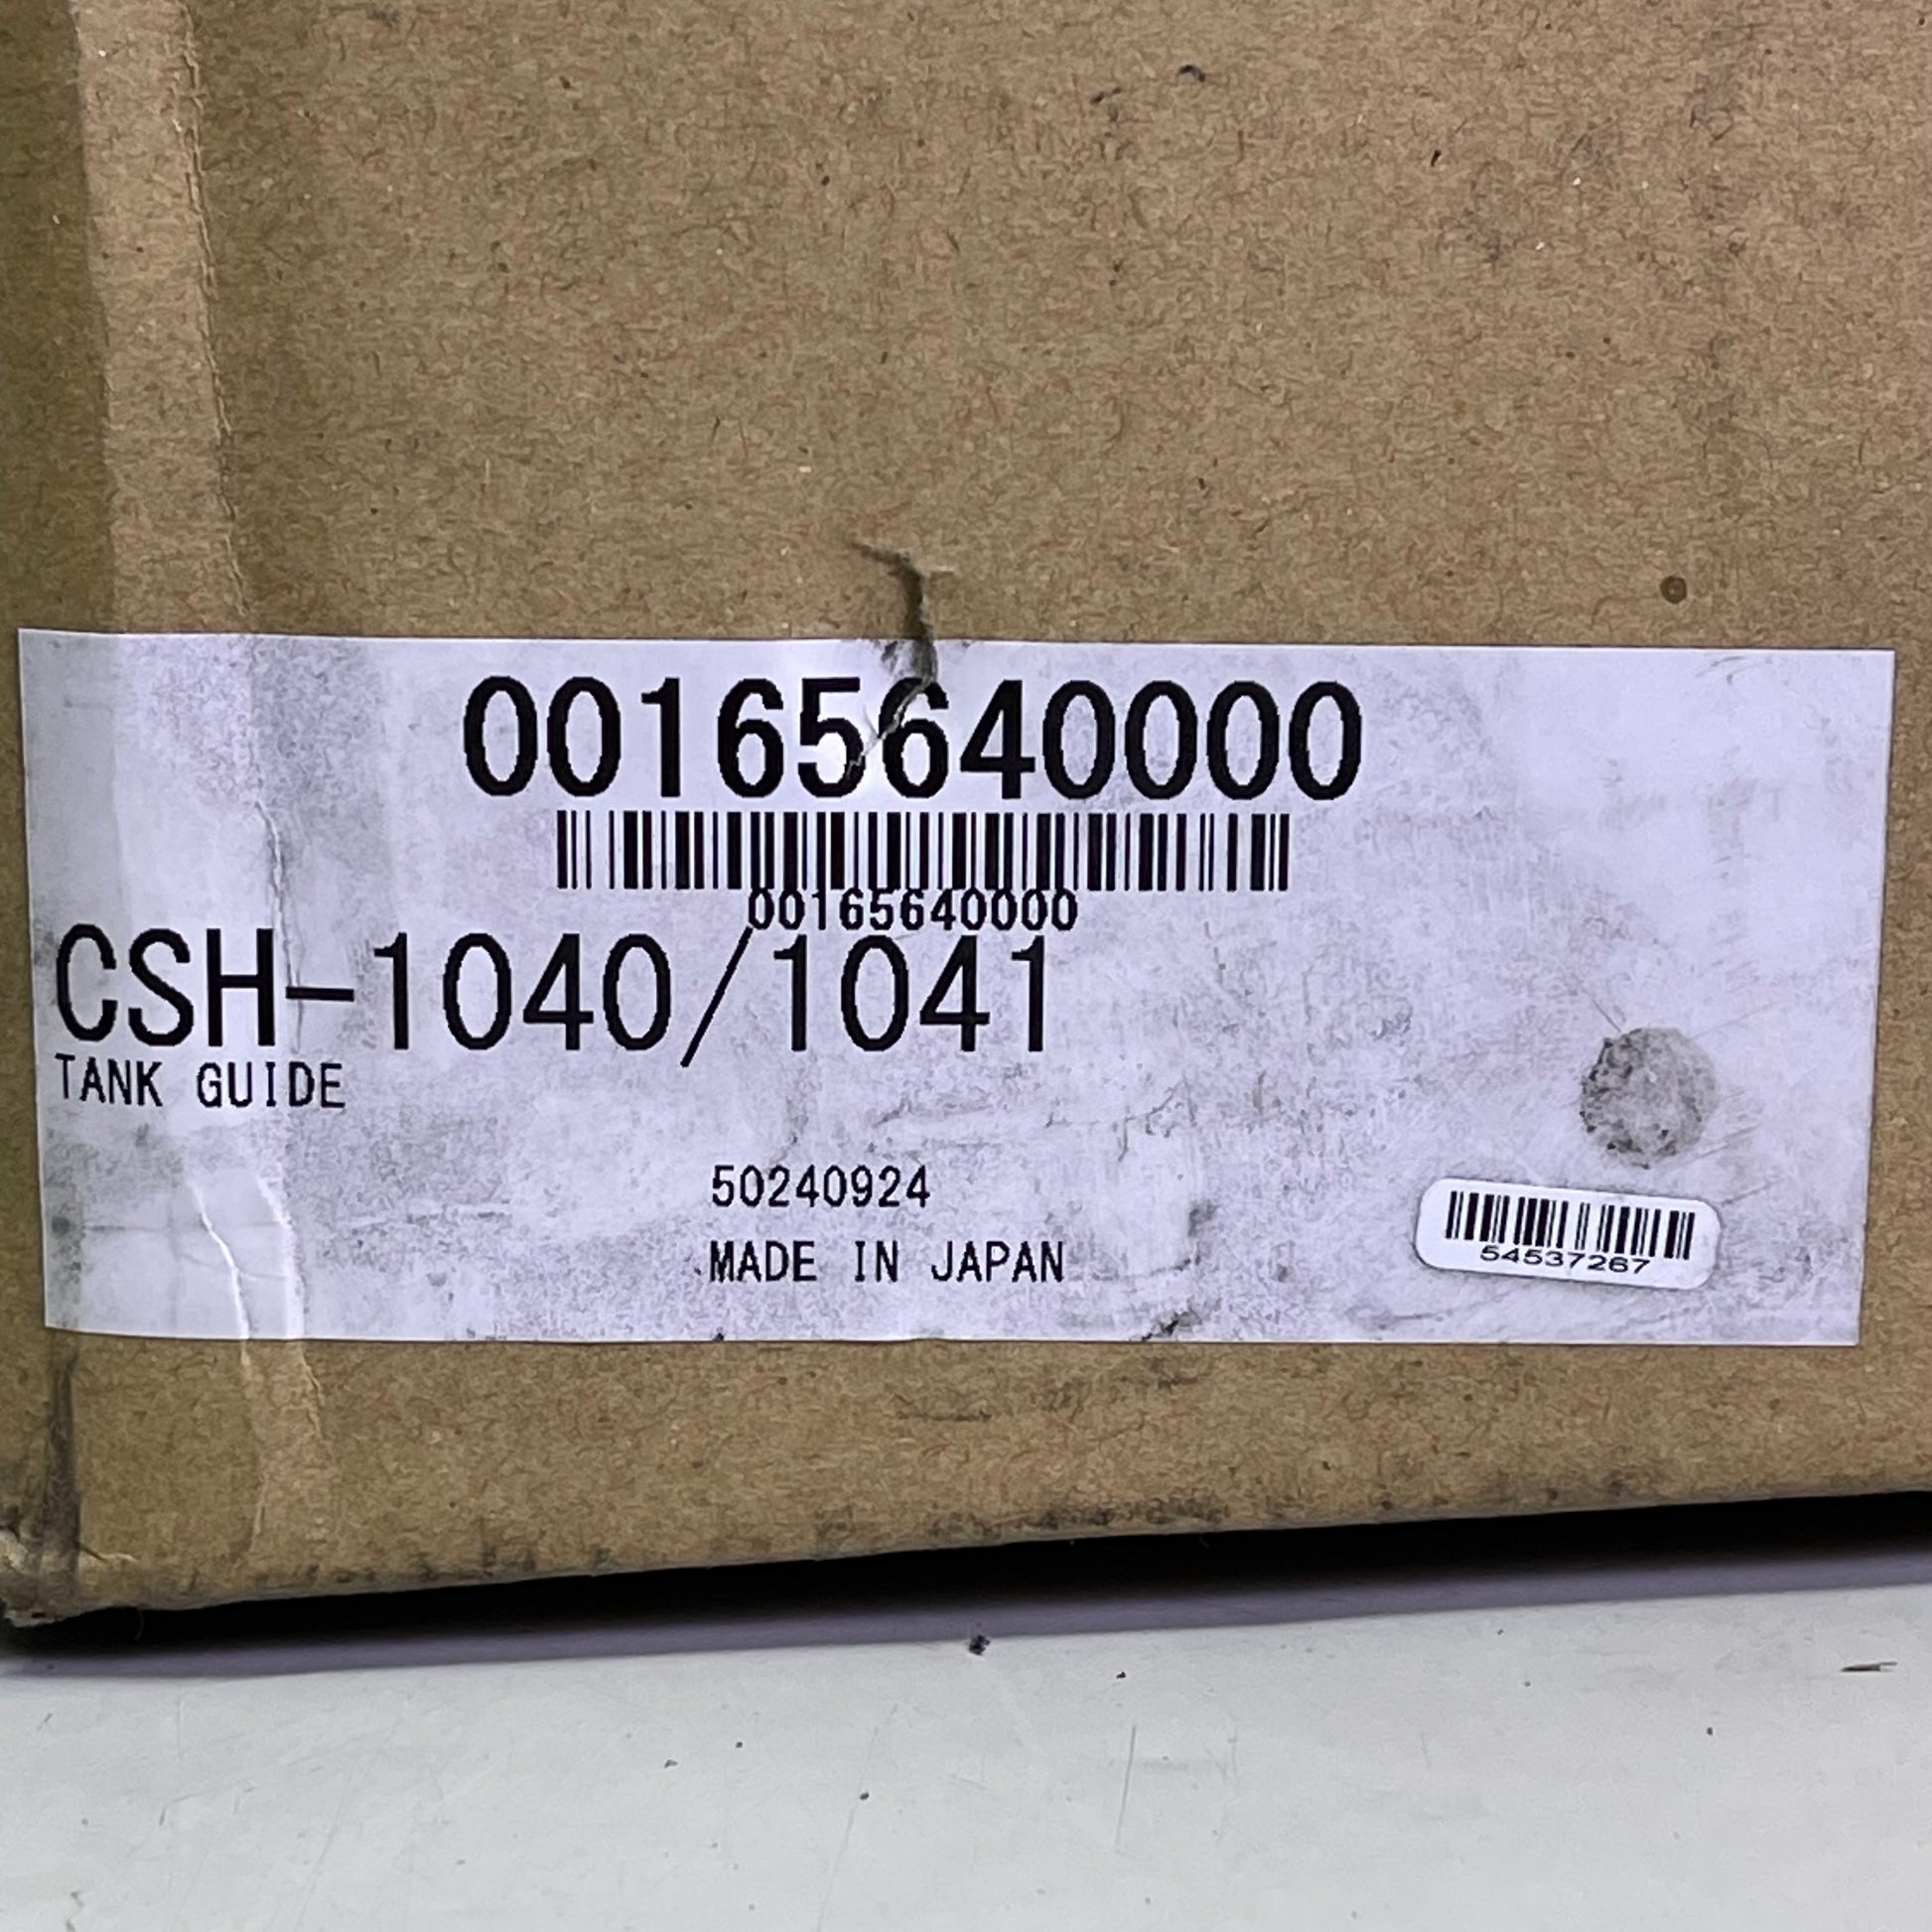 00165640000
00165640000
CSH-1040/1041
TANK GUIDE
50240924
MADE IN JAPAN
54537267